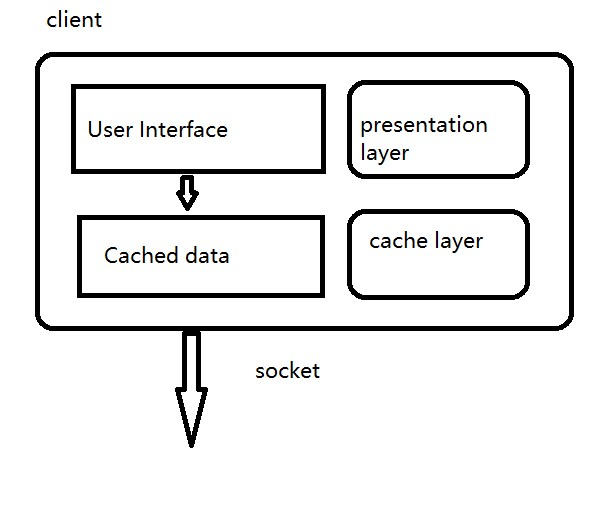 client
User Interface
presentation
layer
Cached data
cache layer
socket